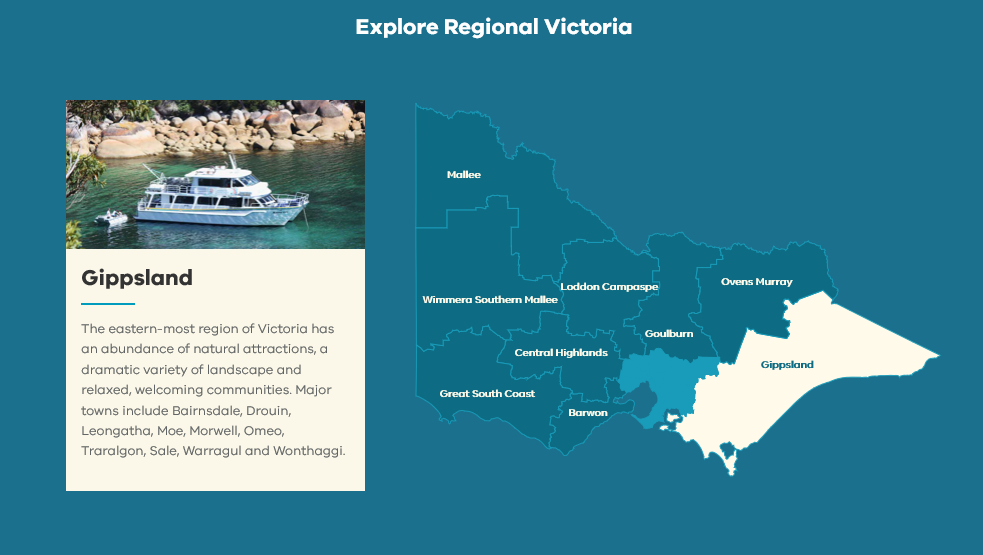 Explore Regional Victoria
Gippsland
The eastern-most region of Victoria has
an abundance of natural attractions, a
dramatic variety of landscape and
relaxed, welcoming communities. Major
towns include Bairnsdale, Drouin,
Leongatha, Moe, Morwell, Omeo,
Traralgon, Sale, Warragul and Wonthaggi.
Mallee
Ovens Murray
Loddon Campaspe
Wimmera Southern Mallee
Goulburn
Central Highlands
Gippsland
Great South Coast
Barwon